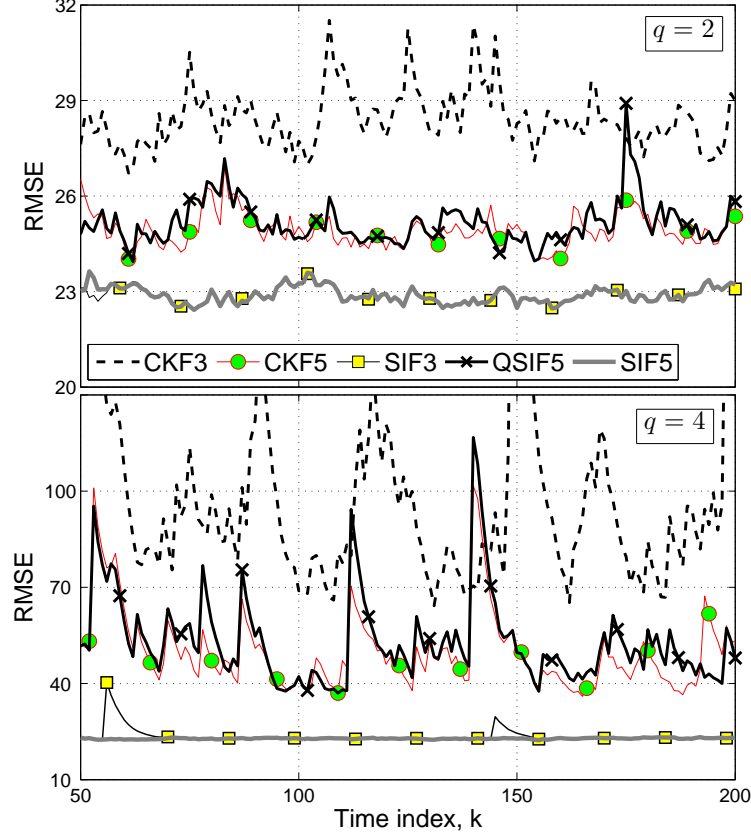 32
q = 2
29
RMSE
26
23
CKF3 CKF5 SIF3 QSIF5 SIF5
20
q = 4
100
RMSE
70
40
10
50 100 150 200
Time index, k